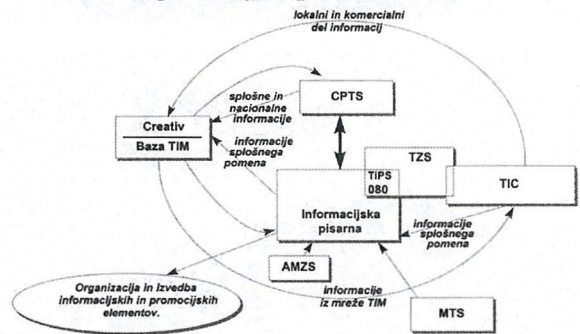 lokalni in komercialni
del informacij
splošne in
nacionalne
informacije
CPTS
Creativ
Baza TIM
informacije
splošnega
pomena
TZS
TiPS
080
TIC
Informacijska
pisarna
informacije
splošnega
pomena
AMZS
Organizacija in Izvedba
informacijskih in promocijskih
elementov.
informacije
iz mreže TIM
MTS